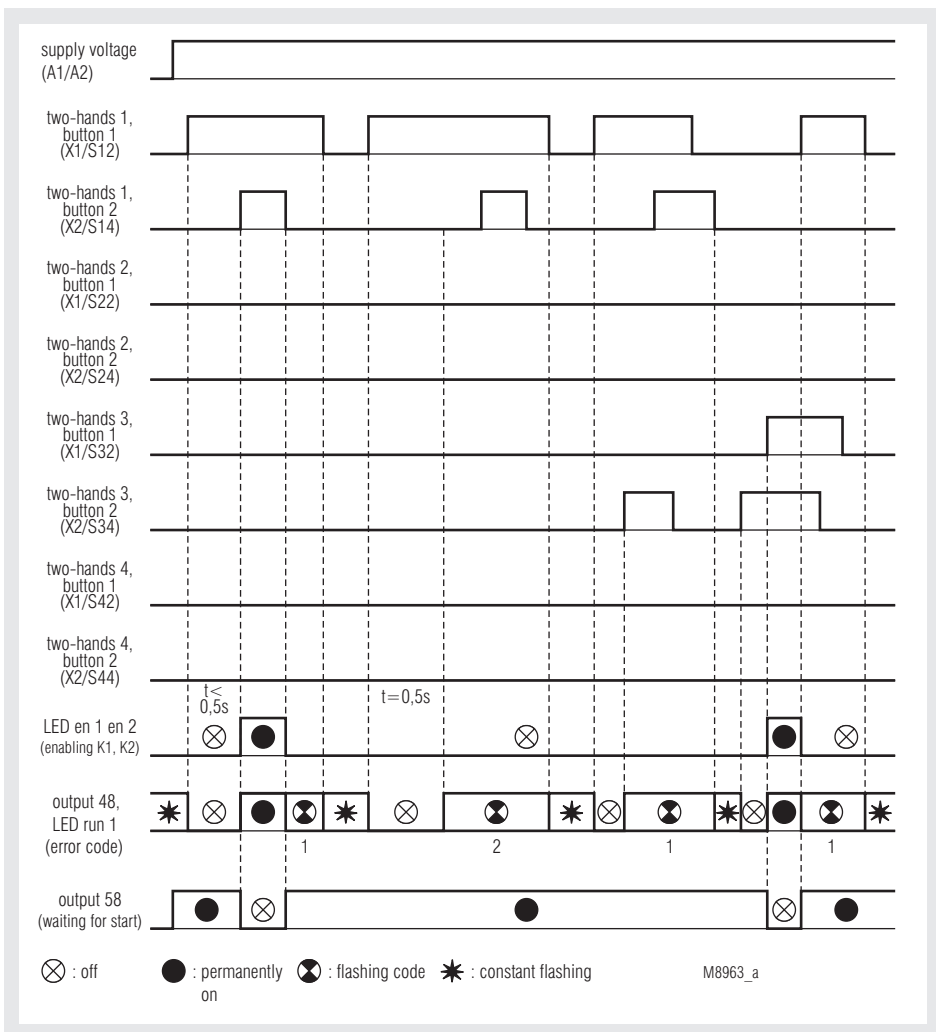 supply voltage
(A1/A2)
two-hands 1,
button 1
(X1/S12)
two-hands 1,
button 2
(X2/S14)
two-hands 2,
button 1
(X1/S22)
two-hands 2,
button 2
(X2/S24)
two-hands 3,
button 1
(X1/S32)
two-hands 3,
button 2
(X2/S34)
two-hands 4,
button 1
(X1/S42)
two-hands 4,
button 2
(X2/S44)
t<
0,5s
t=0,5s
LED en 1 en 2
(enabling K1, K2)
output 48,
LED run 1
(error code)
1 2 1 1
output 58
(waiting for start)
: off : permanently on : flashing code : constant flashing M8963_a